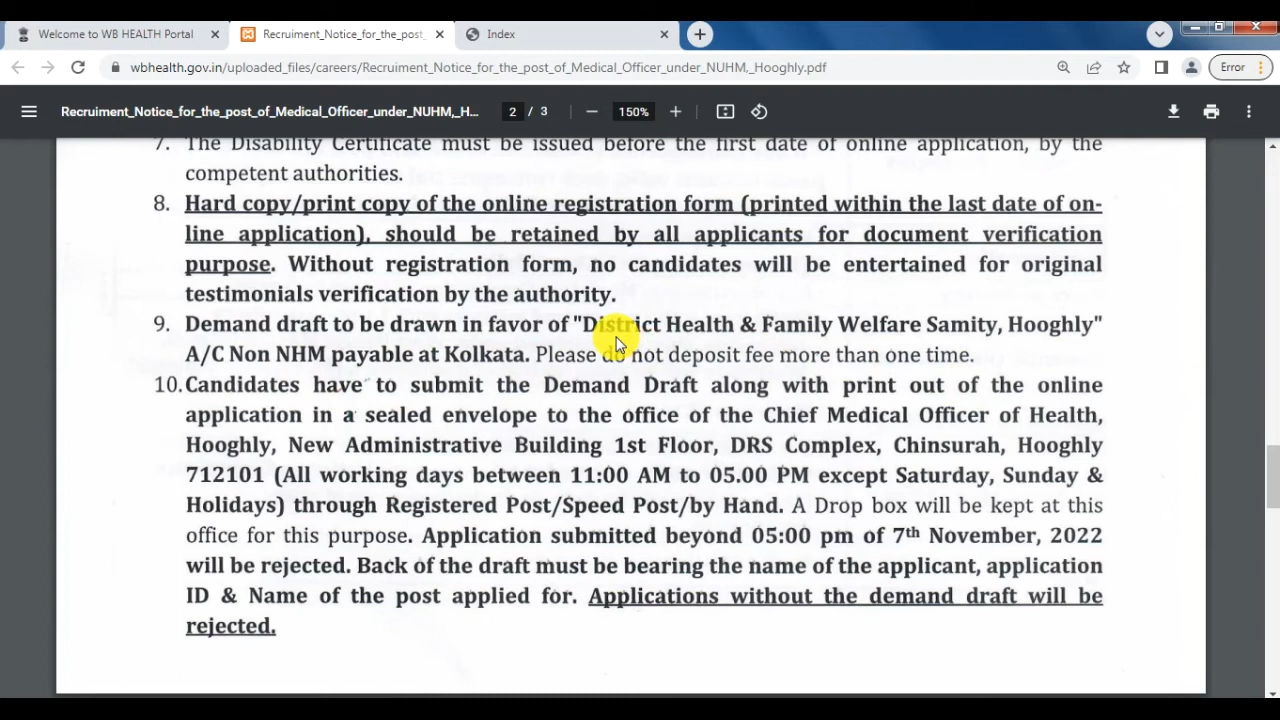 Welcome to WB HEALTH Portal
Recruiment_Notice_for_the_post_
Index
wbhealth.gov.in/uploaded_files/careers/Recruiment_Notice_for_the_post_of_Medical_Officer_under_NUHM,_Hooghly.pdf
Error
Recruiment_Notice_for_the_post_of_Medical_Officer_under_NUHM,_H...
2 / 3
150%
7. The Disability Certificate must be issued before the first date of online application, by the
competent authorities.
8. Hard copy/print copy of the online registration form (printed within the last date of on-
line application), should be retained by all applicants for document verification
purpose. Without registration form, no candidates will be entertained for original
testimonials verification by the authority.
9. Demand draft to be drawn in favor of "District Health & Family Welfare Samity, Hooghly"
A/C Non NHM payable at Kolkata. Please do not deposit fee more than one time.
10. Candidates have to submit the Demand Draft along with print out of the online
application in a sealed envelope to the office of the Chief Medical Officer of Health,
Hooghly, New Administrative Building 1st Floor, DRS Complex, Chinsurah, Hooghly
712101 (All working days between 11:00 AM to 05.00 PM except Saturday, Sunday &
Holidays) through Registered Post/Speed Post/by Hand. A Drop box will be kept at this
office for this purpose. Application submitted beyond 05:00 pm of 7th November, 2022
will be rejected. Back of the draft must be bearing the name of the applicant, application
ID & Name of the post applied for. Applications without the demand draft will be
rejected.